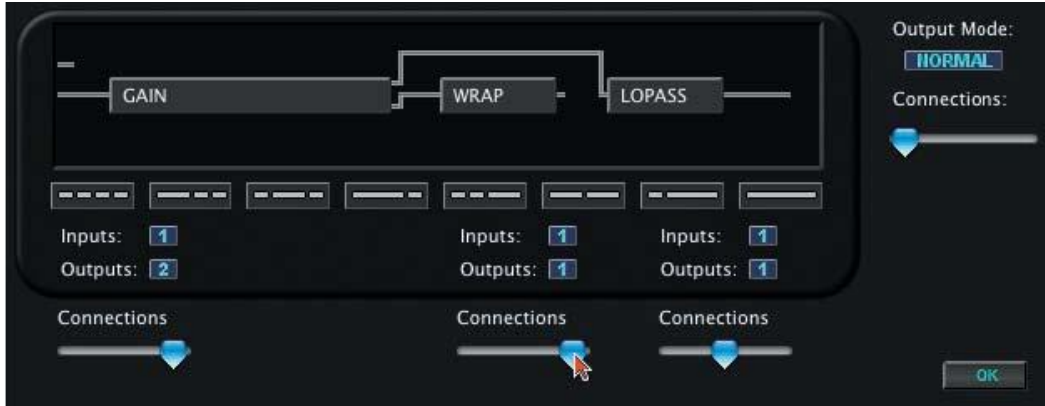 Output Mode:
NORMAL
Connections:
GAIN
WRAP
LOPASS
Inputs: 1
Inputs: 1
Inputs: 1
Outputs: 2
Outputs: 1
Outputs: 1
Connections
Connections
Connections
OK